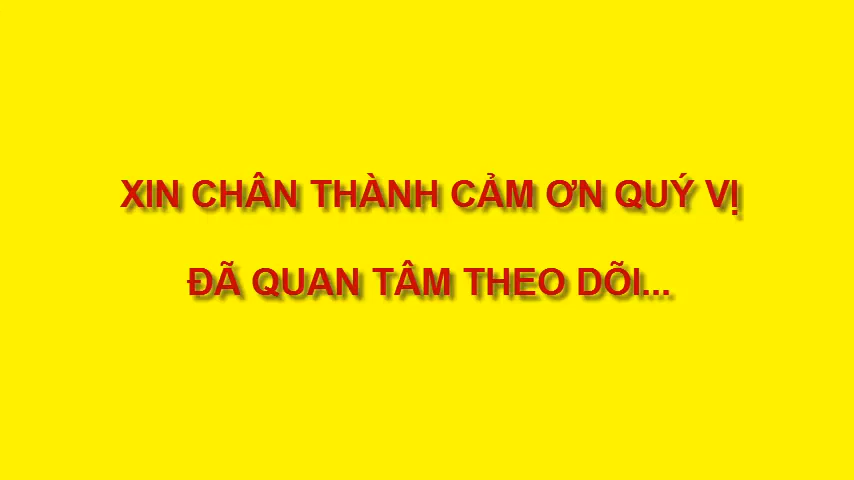 XIN CHÂN THÀNH CẢM ƠN QUÝ VỊ
ĐÃ QUAN TÂM THEO DÕI...